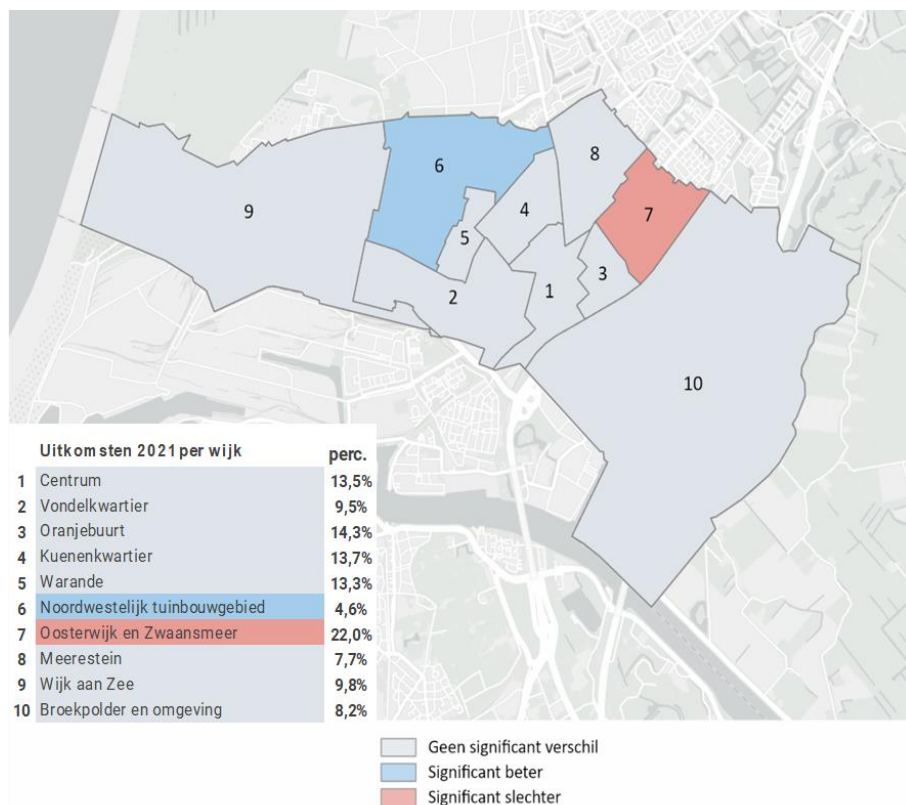 8
6
9
7
4
5
3
1
2
10
Uitkomsten 2021 per wijk perc.
1 Centrum 13,5%
2 Vondelkwartier 9,5%
3 Oranjebuurt 14,3%
4 Kuenenkwartier 13,7%
5 Warande 13,3%
6 Noordwestelijk tuinbouwgebied 4,6%
7 Oosterwijk en Zwaansmeer 22,0%
8 Meerestein 7,7%
9 Wijk aan Zee 9,8%
10 Broekpolder en omgeving 8,2%
Geen significant verschil
Significant beter
Significant slechter